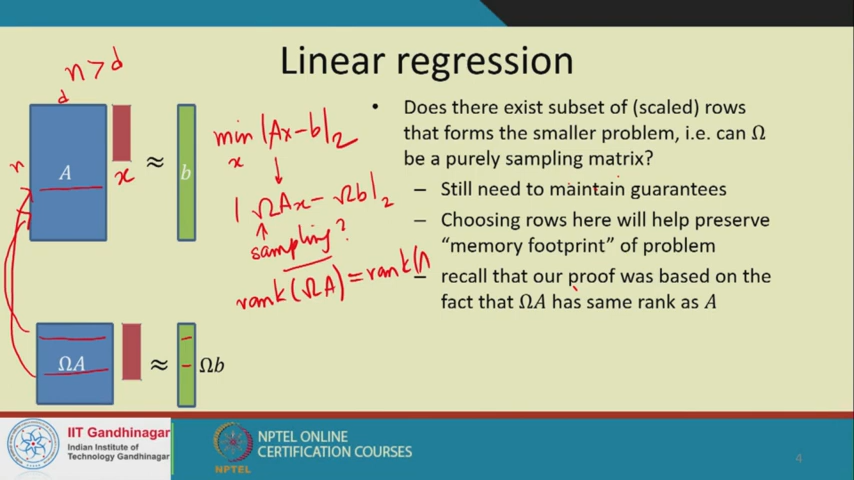 Linear regression
n > d
d
n
A
x
≈
b
min |Ax-b|₂
x
| ΩAx - Ωb|₂
sampling?
rank(ΩA) = rank(A
• Does there exist subset of (scaled) rows
that forms the smaller problem, i.e. can Ω
be a purely sampling matrix?
– Still need to maintain guarantees
– Choosing rows here will help preserve
“memory footprint” of problem
– recall that our proof was based on the
fact that ΩA has same rank as A
ΩA
≈
Ωb
IIT Gandhinagar
Indian Institute of
Technology Gandhinagar
NPTEL
NPTEL ONLINE
CERTIFICATION COURSES
4